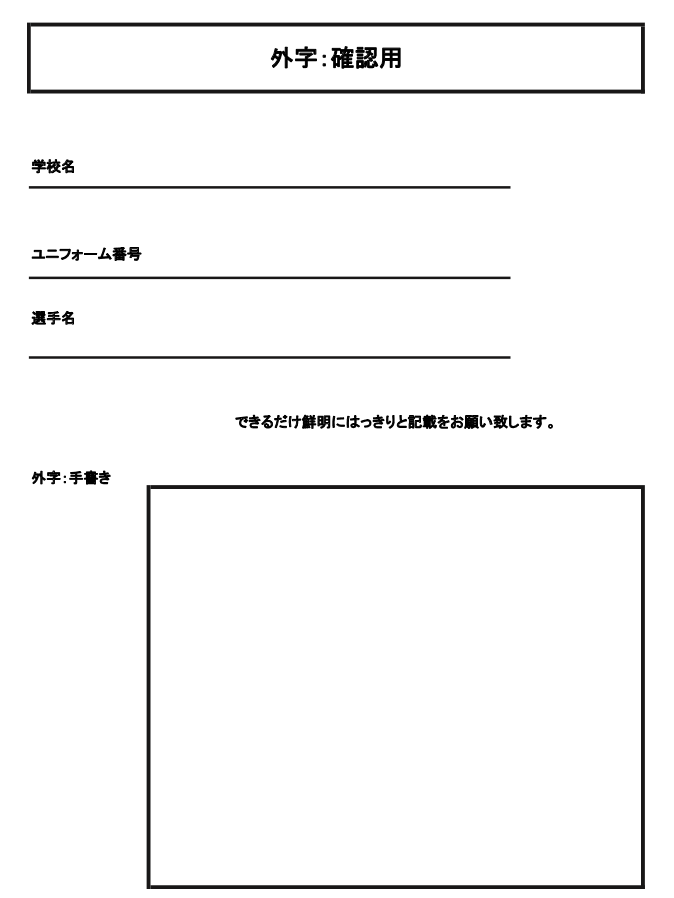 外字：確認用
学校名
ユニフォーム番号
選手名
できるだけ鮮明にはっきりと記載をお願い致します。
外字：手書き